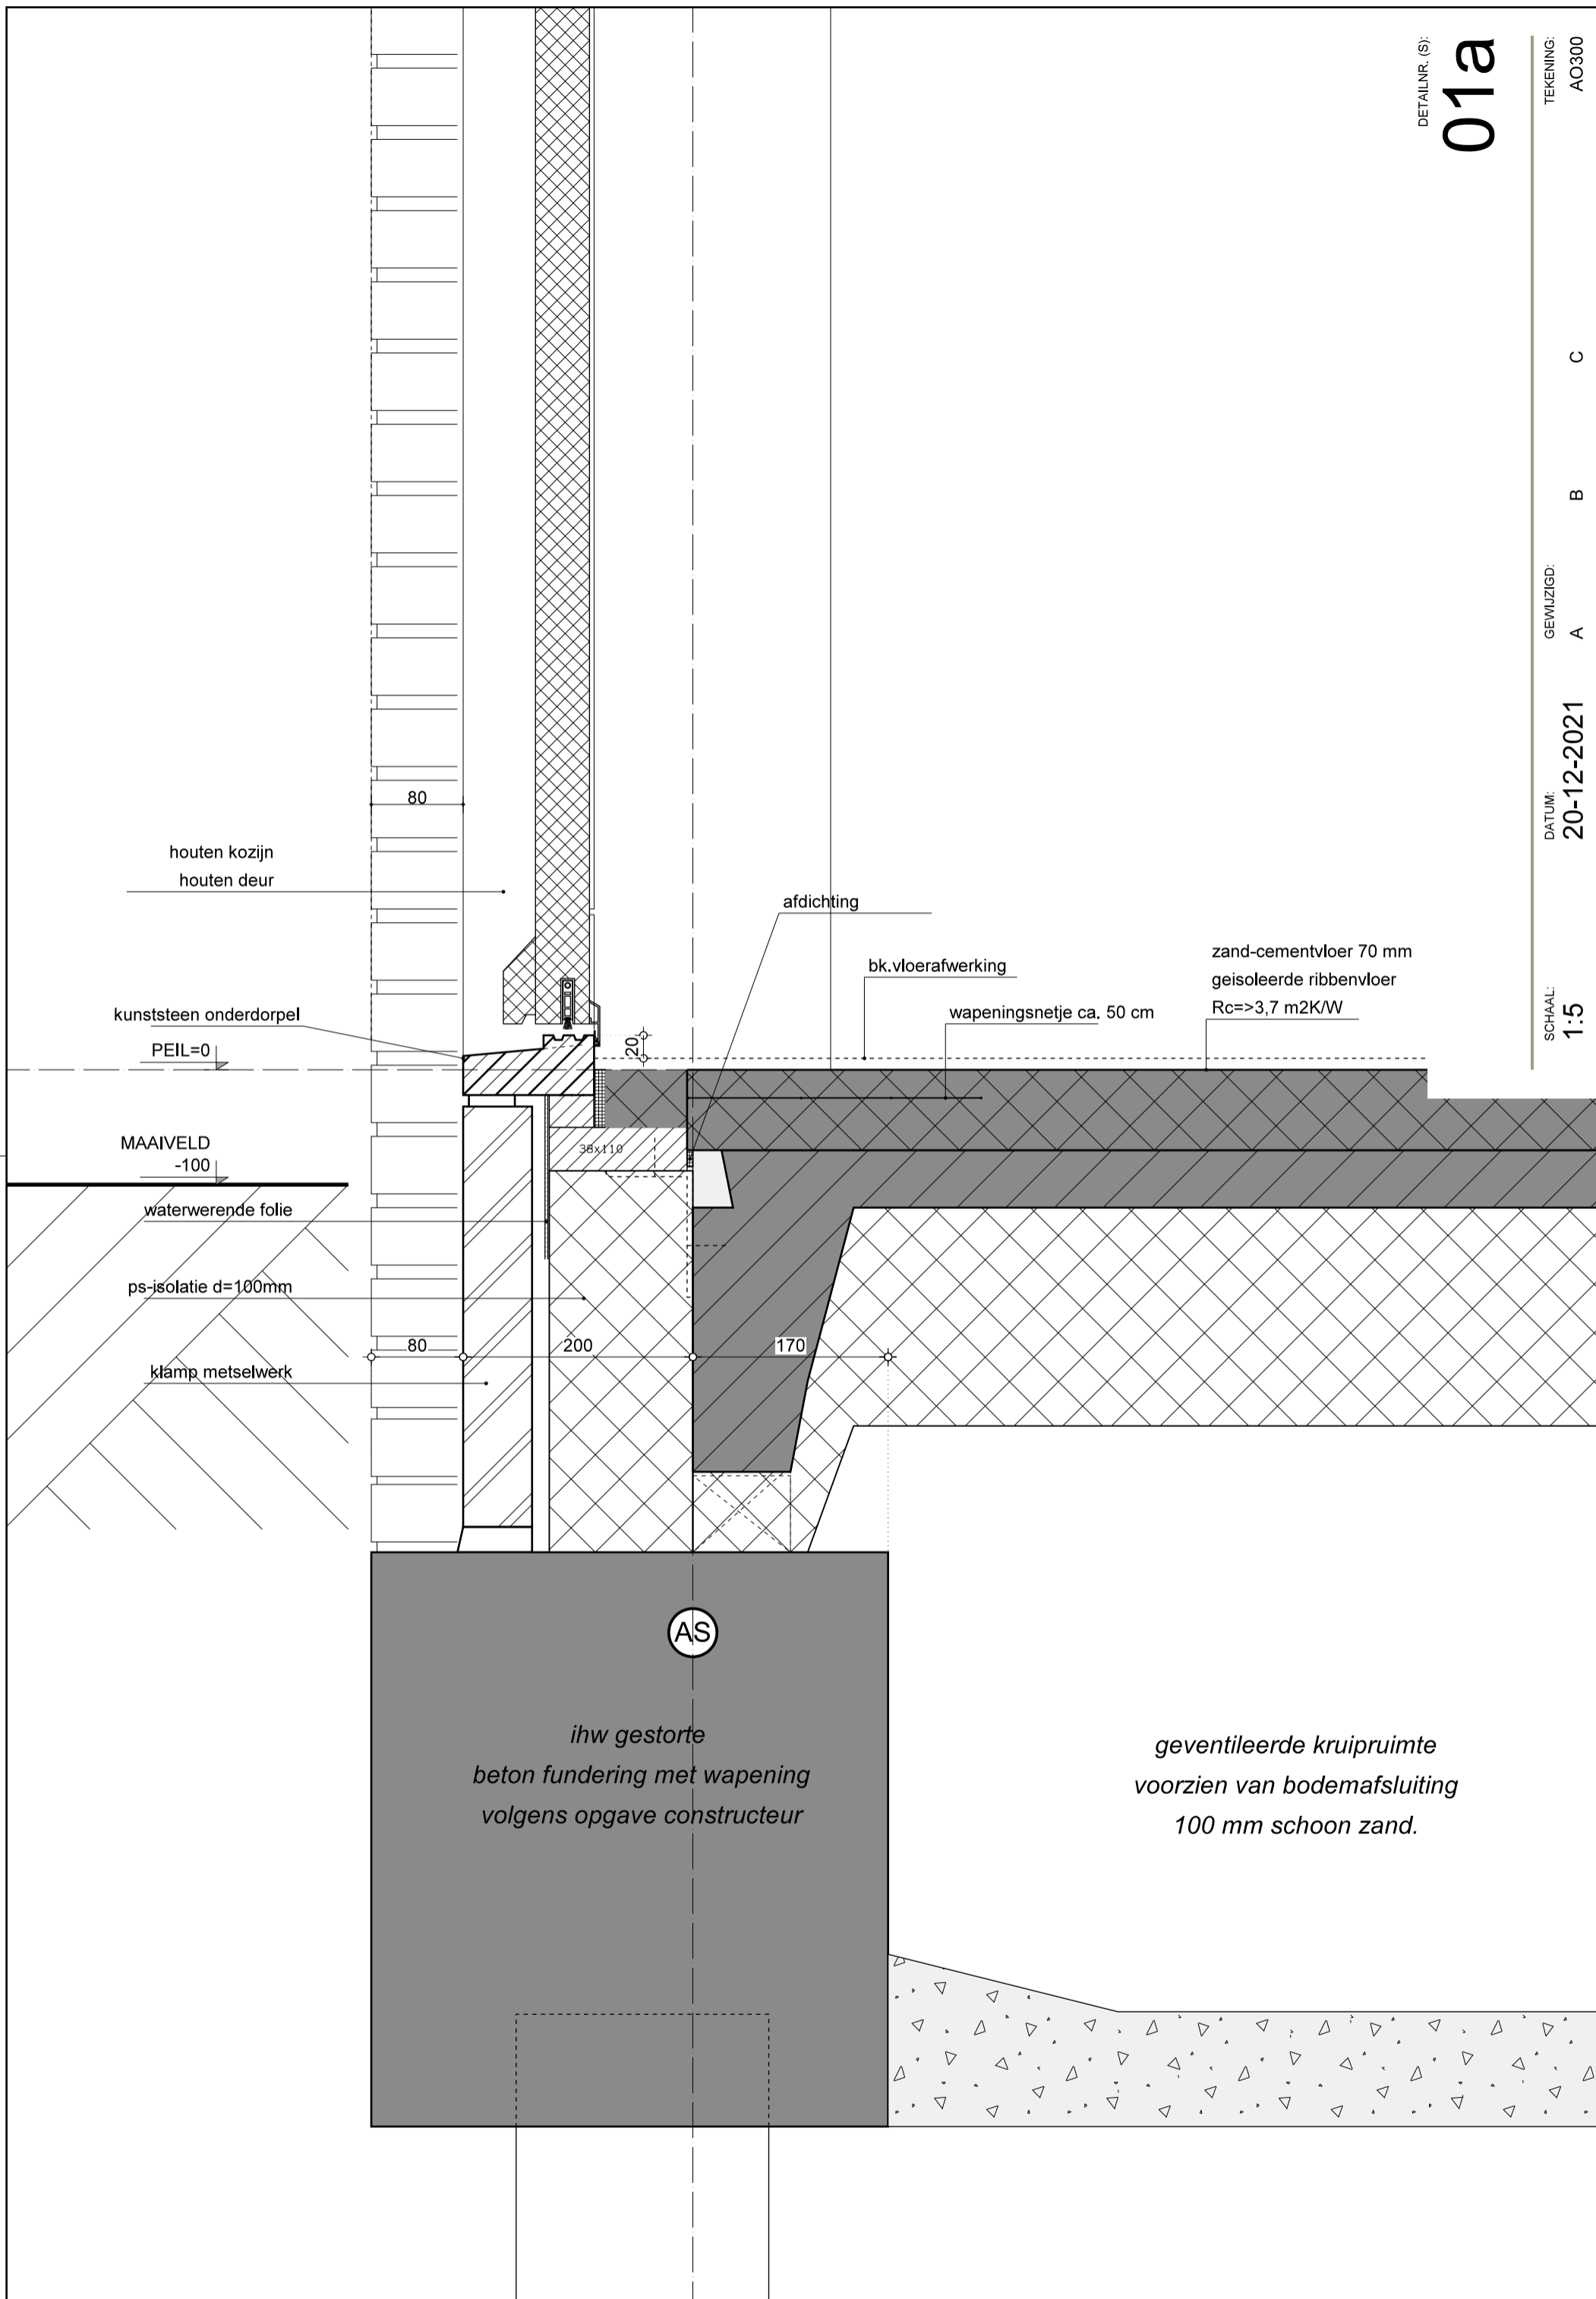 DETAILNR. (S):
01a
TEKENING:
AO300
C
B
GEWIJZIGD:
A
DATUM:
20-12-2021
SCHAAL:
1:5
80
houten kozijn
houten deur
afdichting
bk.vloerafwerking
zand-cementvloer 70 mm
geisoleerde ribbenvloer
Rc=>3,7 m2K/W
wapeningsnetje ca. 50 cm
kunststeen onderdorpel
PEIL=0
20
MAAIVELD
-100
38x110
waterwerende folie
ps-isolatie d=100mm
80
200
170
klamp metselwerk
AS
ihw gestorte
beton fundering met wapening
volgens opgave constructeur
geventileerde kruipruimte
voorzien van bodemafsluiting
100 mm schoon zand.